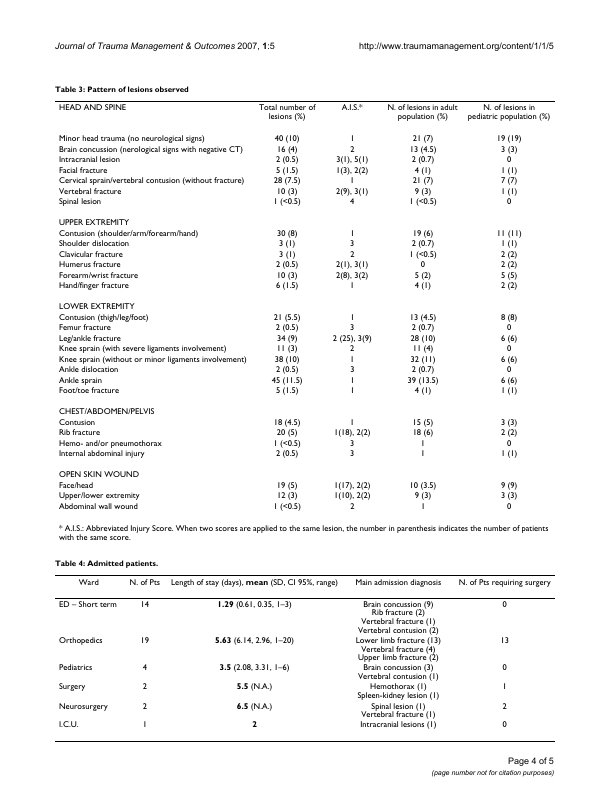 Journal of Trauma Management & Outcomes 2007, 1:5 http://www.traumamanagement.org/content/1/1/5
Table 3: Pattern of lesions observed
HEAD AND SPINE Total number of lesions (%) A.I.S.* N. of lesions in adult population (%) N. of lesions in pediatric population (%)
Minor head trauma (no neurological signs) 40 (10) 1 21 (7) 19 (19)
Brain concussion (nerological signs with negative CT) 16 (4) 2 13 (4.5) 3 (3)
Intracranial lesion 2 (0.5) 3(1), 5(1) 2 (0.7) 0
Facial fracture 5 (1.5) 1(3), 2(2) 4 (1) 1 (1)
Cervical sprain/vertebral contusion (without fracture) 28 (7.5) 1 21 (7) 7 (7)
Vertebral fracture 10 (3) 2(9), 3(1) 9 (3) 1 (1)
Spinal lesion 1 (<0.5) 4 1 (<0.5) 0
UPPER EXTREMITY
Contusion (shoulder/arm/forearm/hand) 30 (8) 1 19 (6) 11 (11)
Shoulder dislocation 3 (1) 3 2 (0.7) 1 (1)
Clavicular fracture 3 (1) 2 1 (<0.5) 2 (2)
Humerus fracture 2 (0.5) 2(1), 3(1) 0 2 (2)
Forearm/wrist fracture 10 (3) 2(8), 3(2) 5 (2) 5 (5)
Hand/finger fracture 6 (1.5) 1 4 (1) 2 (2)
LOWER EXTREMITY
Contusion (thigh/leg/foot) 21 (5.5) 1 13 (4.5) 8 (8)
Femur fracture 2 (0.5) 3 2 (0.7) 0
Leg/ankle fracture 34 (9) 2 (25), 3(9) 28 (10) 6 (6)
Knee sprain (with severe ligaments involvement) 11 (3) 2 11 (4) 0
Knee sprain (without or minor ligaments involvement) 38 (10) 1 32 (11) 6 (6)
Ankle dislocation 2 (0.5) 3 2 (0.7) 0
Ankle sprain 45 (11.5) 1 39 (13.5) 6 (6)
Foot/toe fracture 5 (1.5) 1 4 (1) 1 (1)
CHEST/ABDOMEN/PELVIS
Contusion 18 (4.5) 1 15 (5) 3 (3)
Rib fracture 20 (5) 1(18), 2(2) 18 (6) 2 (2)
Hemo- and/or pneumothorax 1 (<0.5) 3 1 0
Internal abdominal injury 2 (0.5) 3 1 1 (1)
OPEN SKIN WOUND
Face/head 19 (5) 1(17), 2(2) 10 (3.5) 9 (9)
Upper/lower extremity 12 (3) 1(10), 2(2) 9 (3) 3 (3)
Abdominal wall wound 1 (<0.5) 2 1 0
* A.I.S.: Abbreviated Injury Score. When two scores are applied to the same lesion, the number in parenthesis indicates the number of patients
with the same score.
Table 4: Admitted patients.
Ward N. of Pts Length of stay (days), mean (SD, CI 95%, range) Main admission diagnosis N. of Pts requiring surgery
ED – Short term 14 1.29 (0.61, 0.35, 1–3) Brain concussion (9) 0
Rib fracture (2)
Vertebral fracture (1)
Vertebral contusion (2)
Orthopedics 19 5.63 (6.14, 2.96, 1–20) Lower limb fracture (13) 13
Vertebral fracture (4)
Upper limb fracture (2)
Pediatrics 4 3.5 (2.08, 3.31, 1–6) Brain concussion (3) 0
Vertebral contusion (1)
Surgery 2 5.5 (N.A.) Hemothorax (1) 1
Spleen-kidney lesion (1)
Neurosurgery 2 6.5 (N.A.) Spinal lesion (1) 2
Vertebral fracture (1)
I.C.U. 1 2 Intracranial lesions (1) 0
Page 4 of 5
(page number not for citation purposes)